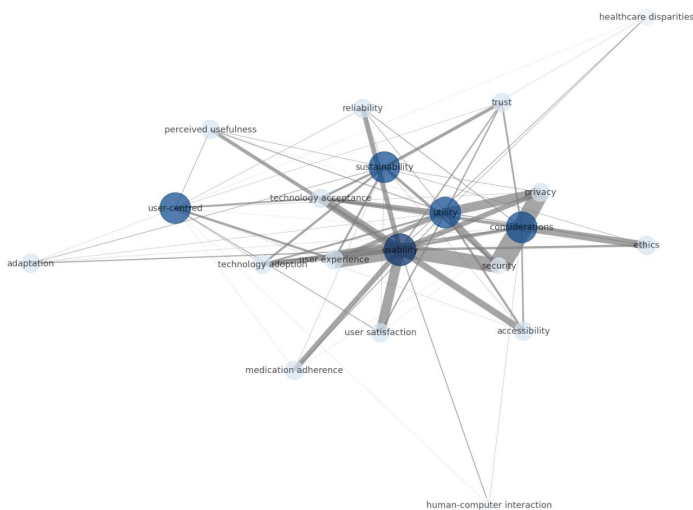 healthcare disparities
trust
reliability
perceived usefulness
sustainability
privacy
technology acceptance
user-centred
utility
considerations
ethics
usability
user experience
adaptation
technology adoption
security
accessibility
user satisfaction
medication adherence
human-computer interaction